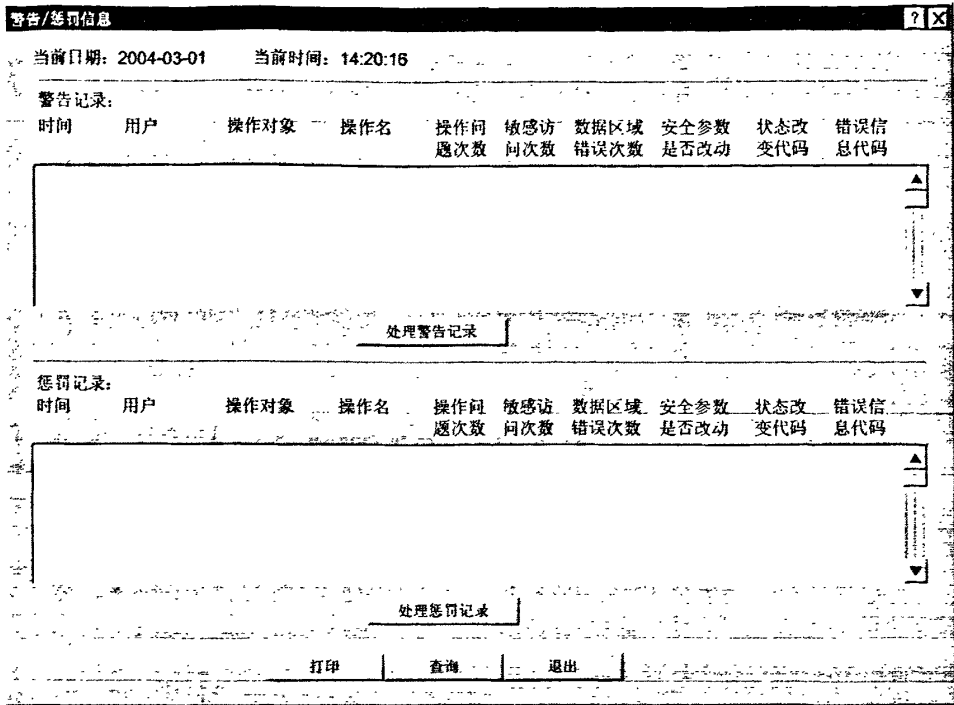 警告/惩罚信息
当前日期：2004-03-01 当前时间：14:20:16
警告记录：
时间 用户 操作对象 操作名 操作问题次数 敏感访问次数 数据区域错误次数 安全参数是否改动 状态改变代码 错误信息代码
处理警告记录
惩罚记录：
时间 用户 操作对象 操作名 操作问题次数 敏感访问次数 数据区域错误次数 安全参数是否改动 状态改变代码 错误信息代码
处理惩罚记录
打印 查询 退出